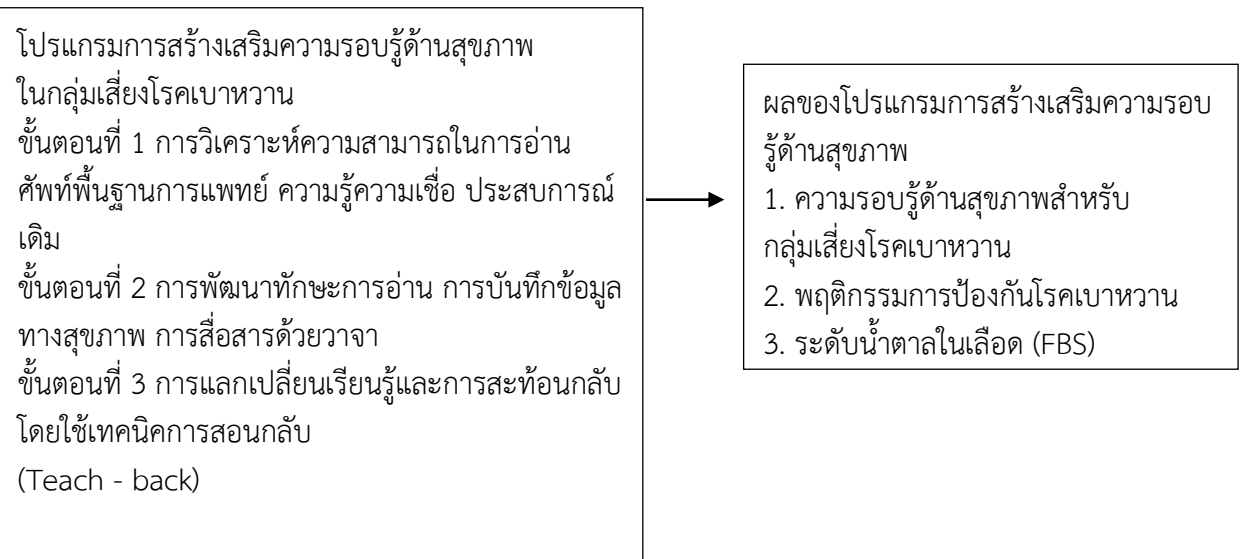 โปรแกรมการสร้างเสริมความรอบรู้ด้านสุขภาพ
ในกลุ่มเสี่ยงโรคเบาหวาน
ขั้นตอนที่ 1 การวิเคราะห์ความสามารถในการอ่าน
ศัพท์พื้นฐานการแพทย์ ความรู้ความเชื่อ ประสบการณ์
เดิม
ขั้นตอนที่ 2 การพัฒนาทักษะการอ่าน การบันทึกข้อมูล
ทางสุขภาพ การสื่อสารด้วยวาจา
ขั้นตอนที่ 3 การแลกเปลี่ยนเรียนรู้และการสะท้อนกลับ
โดยใช้เทคนิคการสอนกลับ
(Teach - back)
ผลของโปรแกรมการสร้างเสริมความรอบ
รู้ด้านสุขภาพ
1. ความรอบรู้ด้านสุขภาพสำหรับ
กลุ่มเสี่ยงโรคเบาหวาน
2. พฤติกรรมการป้องกันโรคเบาหวาน
3. ระดับน้ำตาลในเลือด (FBS)